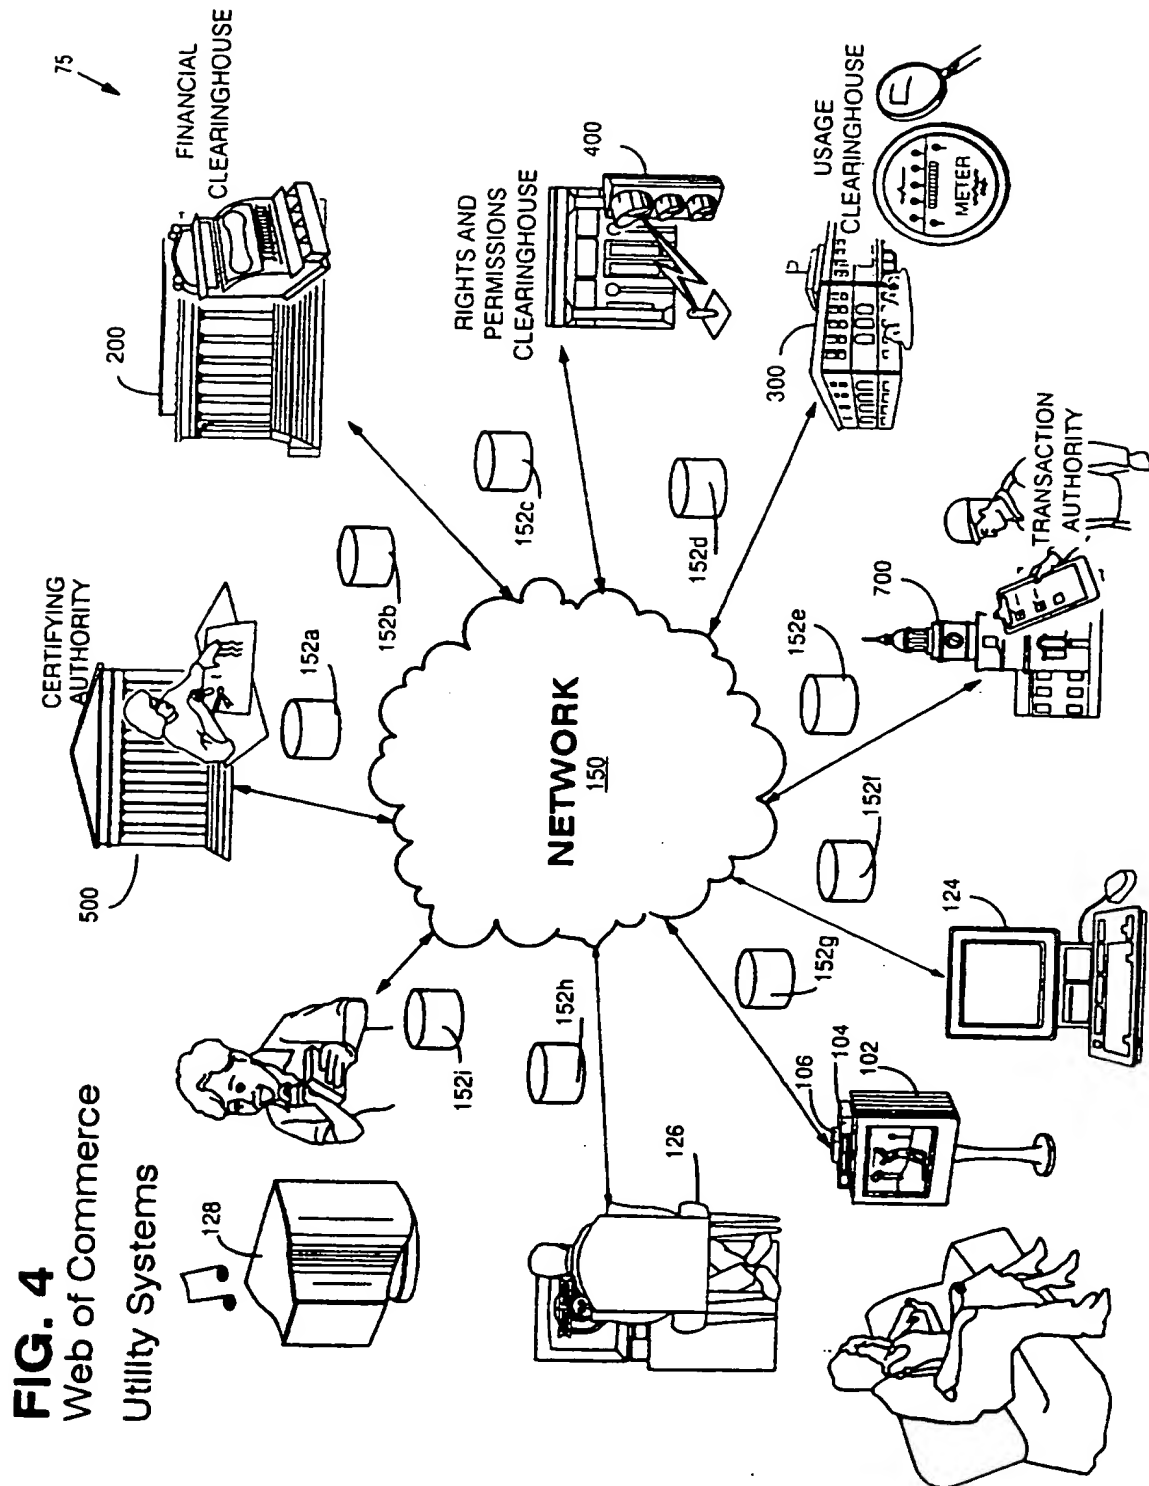 FIG. 4
Web of Commerce
Utility Systems
75
CERTIFYING
AUTHORITY
500
FINANCIAL
CLEARINGHOUSE
200
RIGHTS AND
PERMISSIONS
CLEARINGHOUSE
400
USAGE
CLEARINGHOUSE
300
METER
TRANSACTION
AUTHORITY
700
NETWORK
150
152a
152b
152c
152d
152e
152f
152g
152h
152i
128
126
106
104
102
124